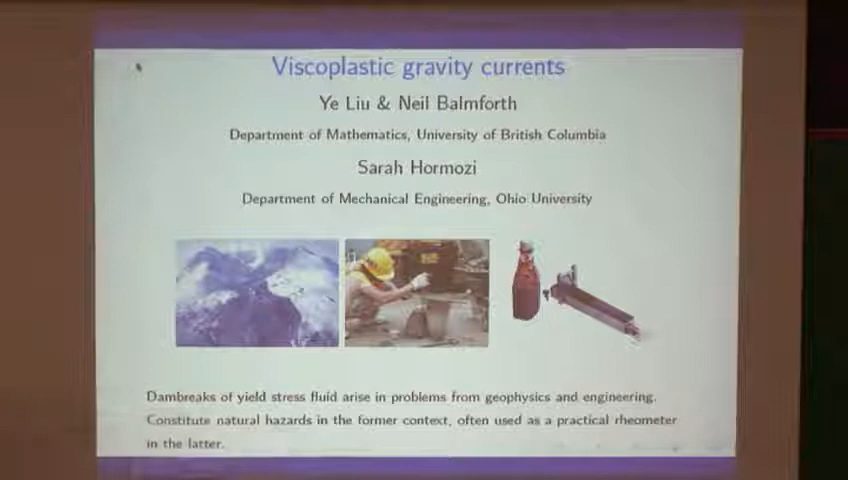 Viscoplastic gravity currents
Ye Liu & Neil Balmforth
Department of Mathematics, University of British Columbia
Sarah Hormozi
Department of Mechanical Engineering, Ohio University
Dambreaks of yield stress fluid arise in problems from geophysics and engineering.
Constitute natural hazards in the former context, often used as a practical rheometer
in the latter.